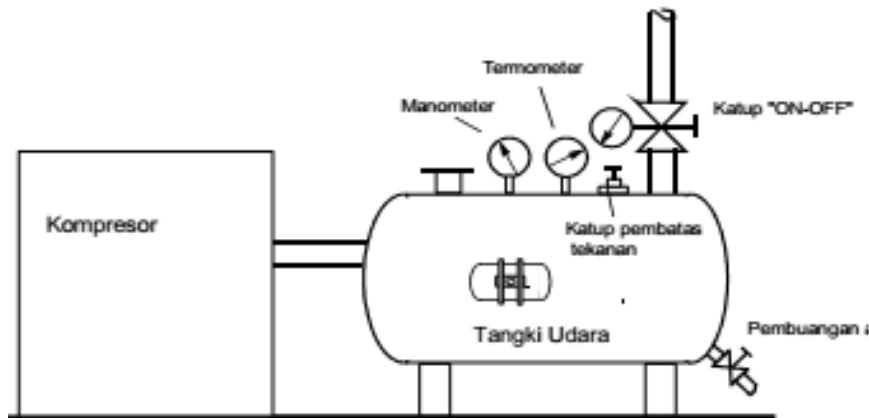 Termometer
Manometer
Katup "ON-OFF"
Kompresor
Katup pembatas
tekanan
Tangki Udara
Pembuangan a